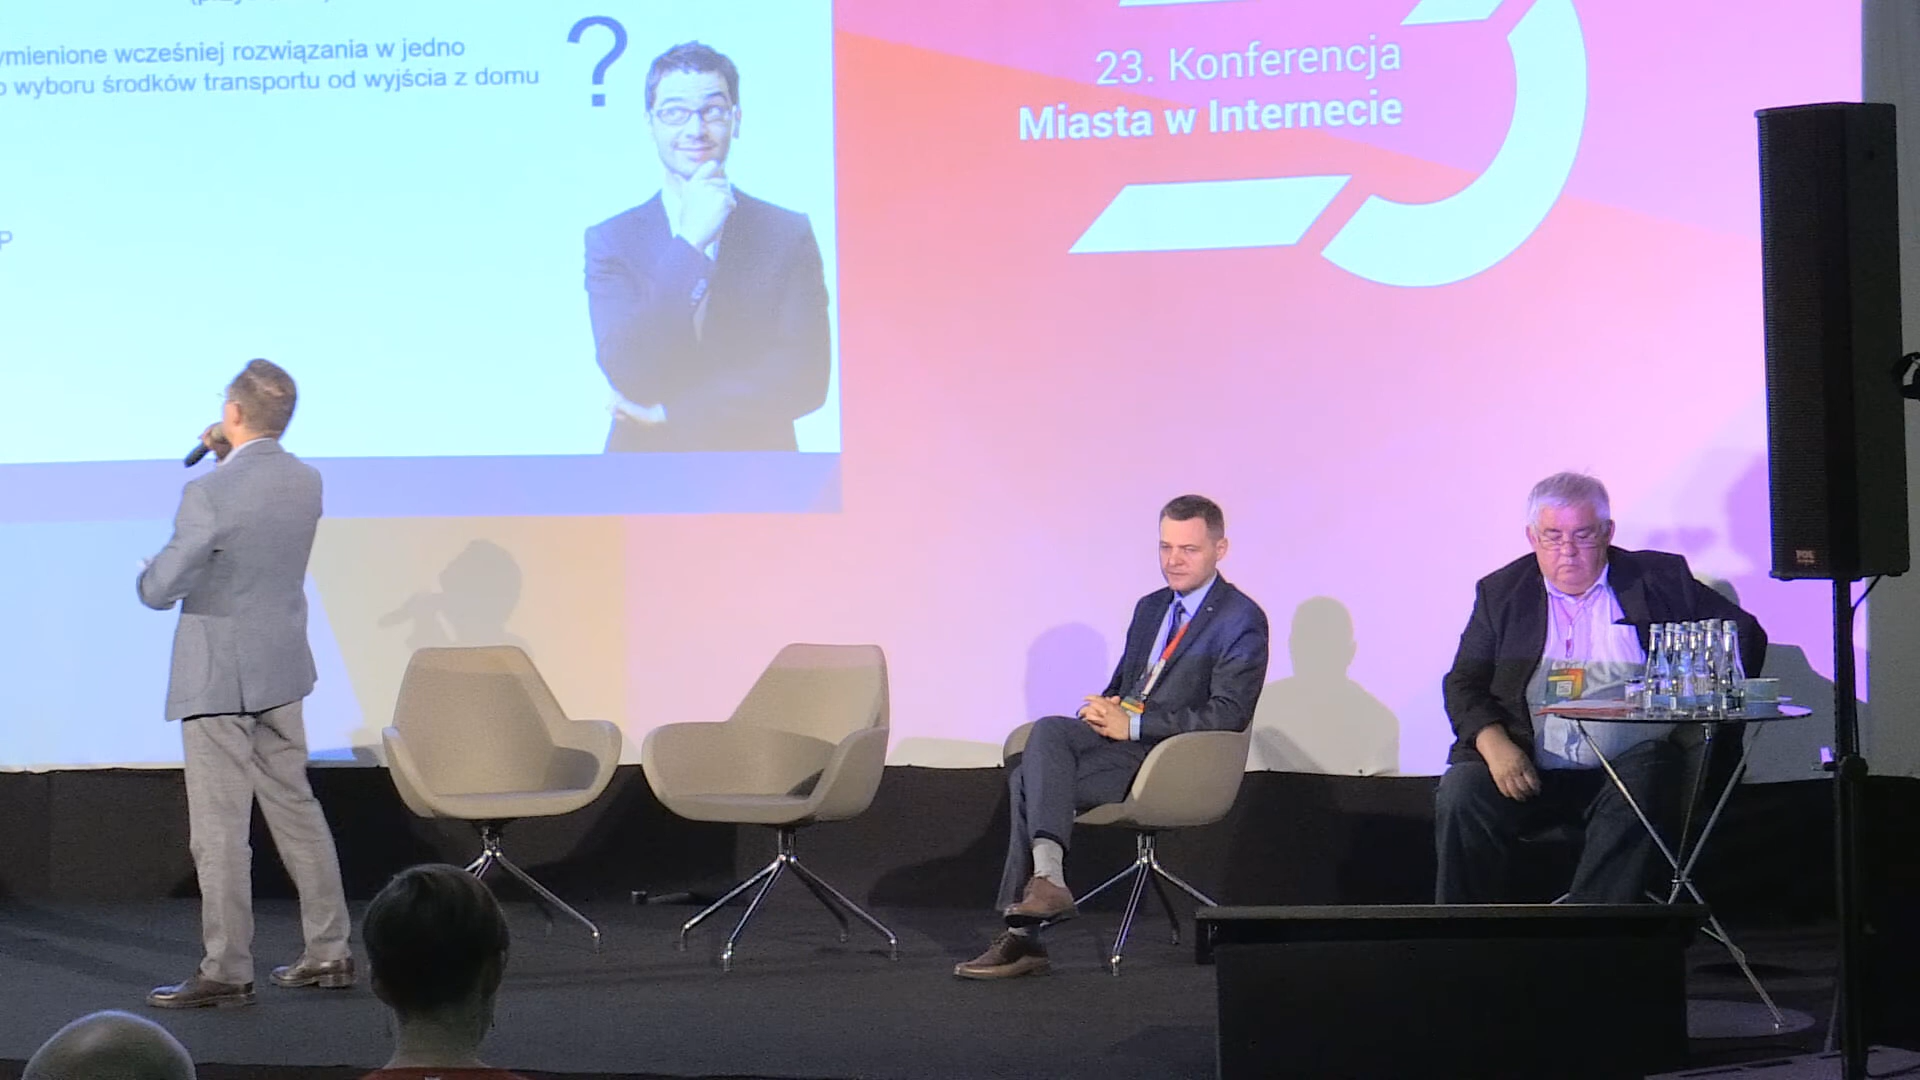 ymienione wcześniej rozwiązania w jedno
o wyboru środków transportu od wyjścia z domu
?
P
23. Konferencja
Miasta w Internecie